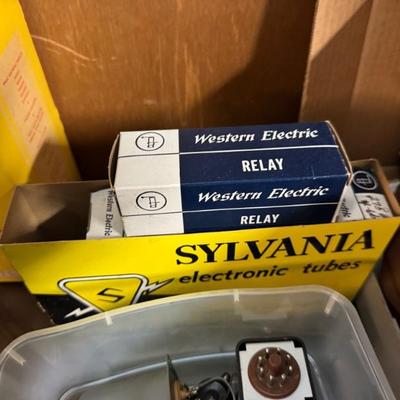 Western Electric
RELAY
Western Electric
RELAY
SYLVANIA
electronic tubes
S